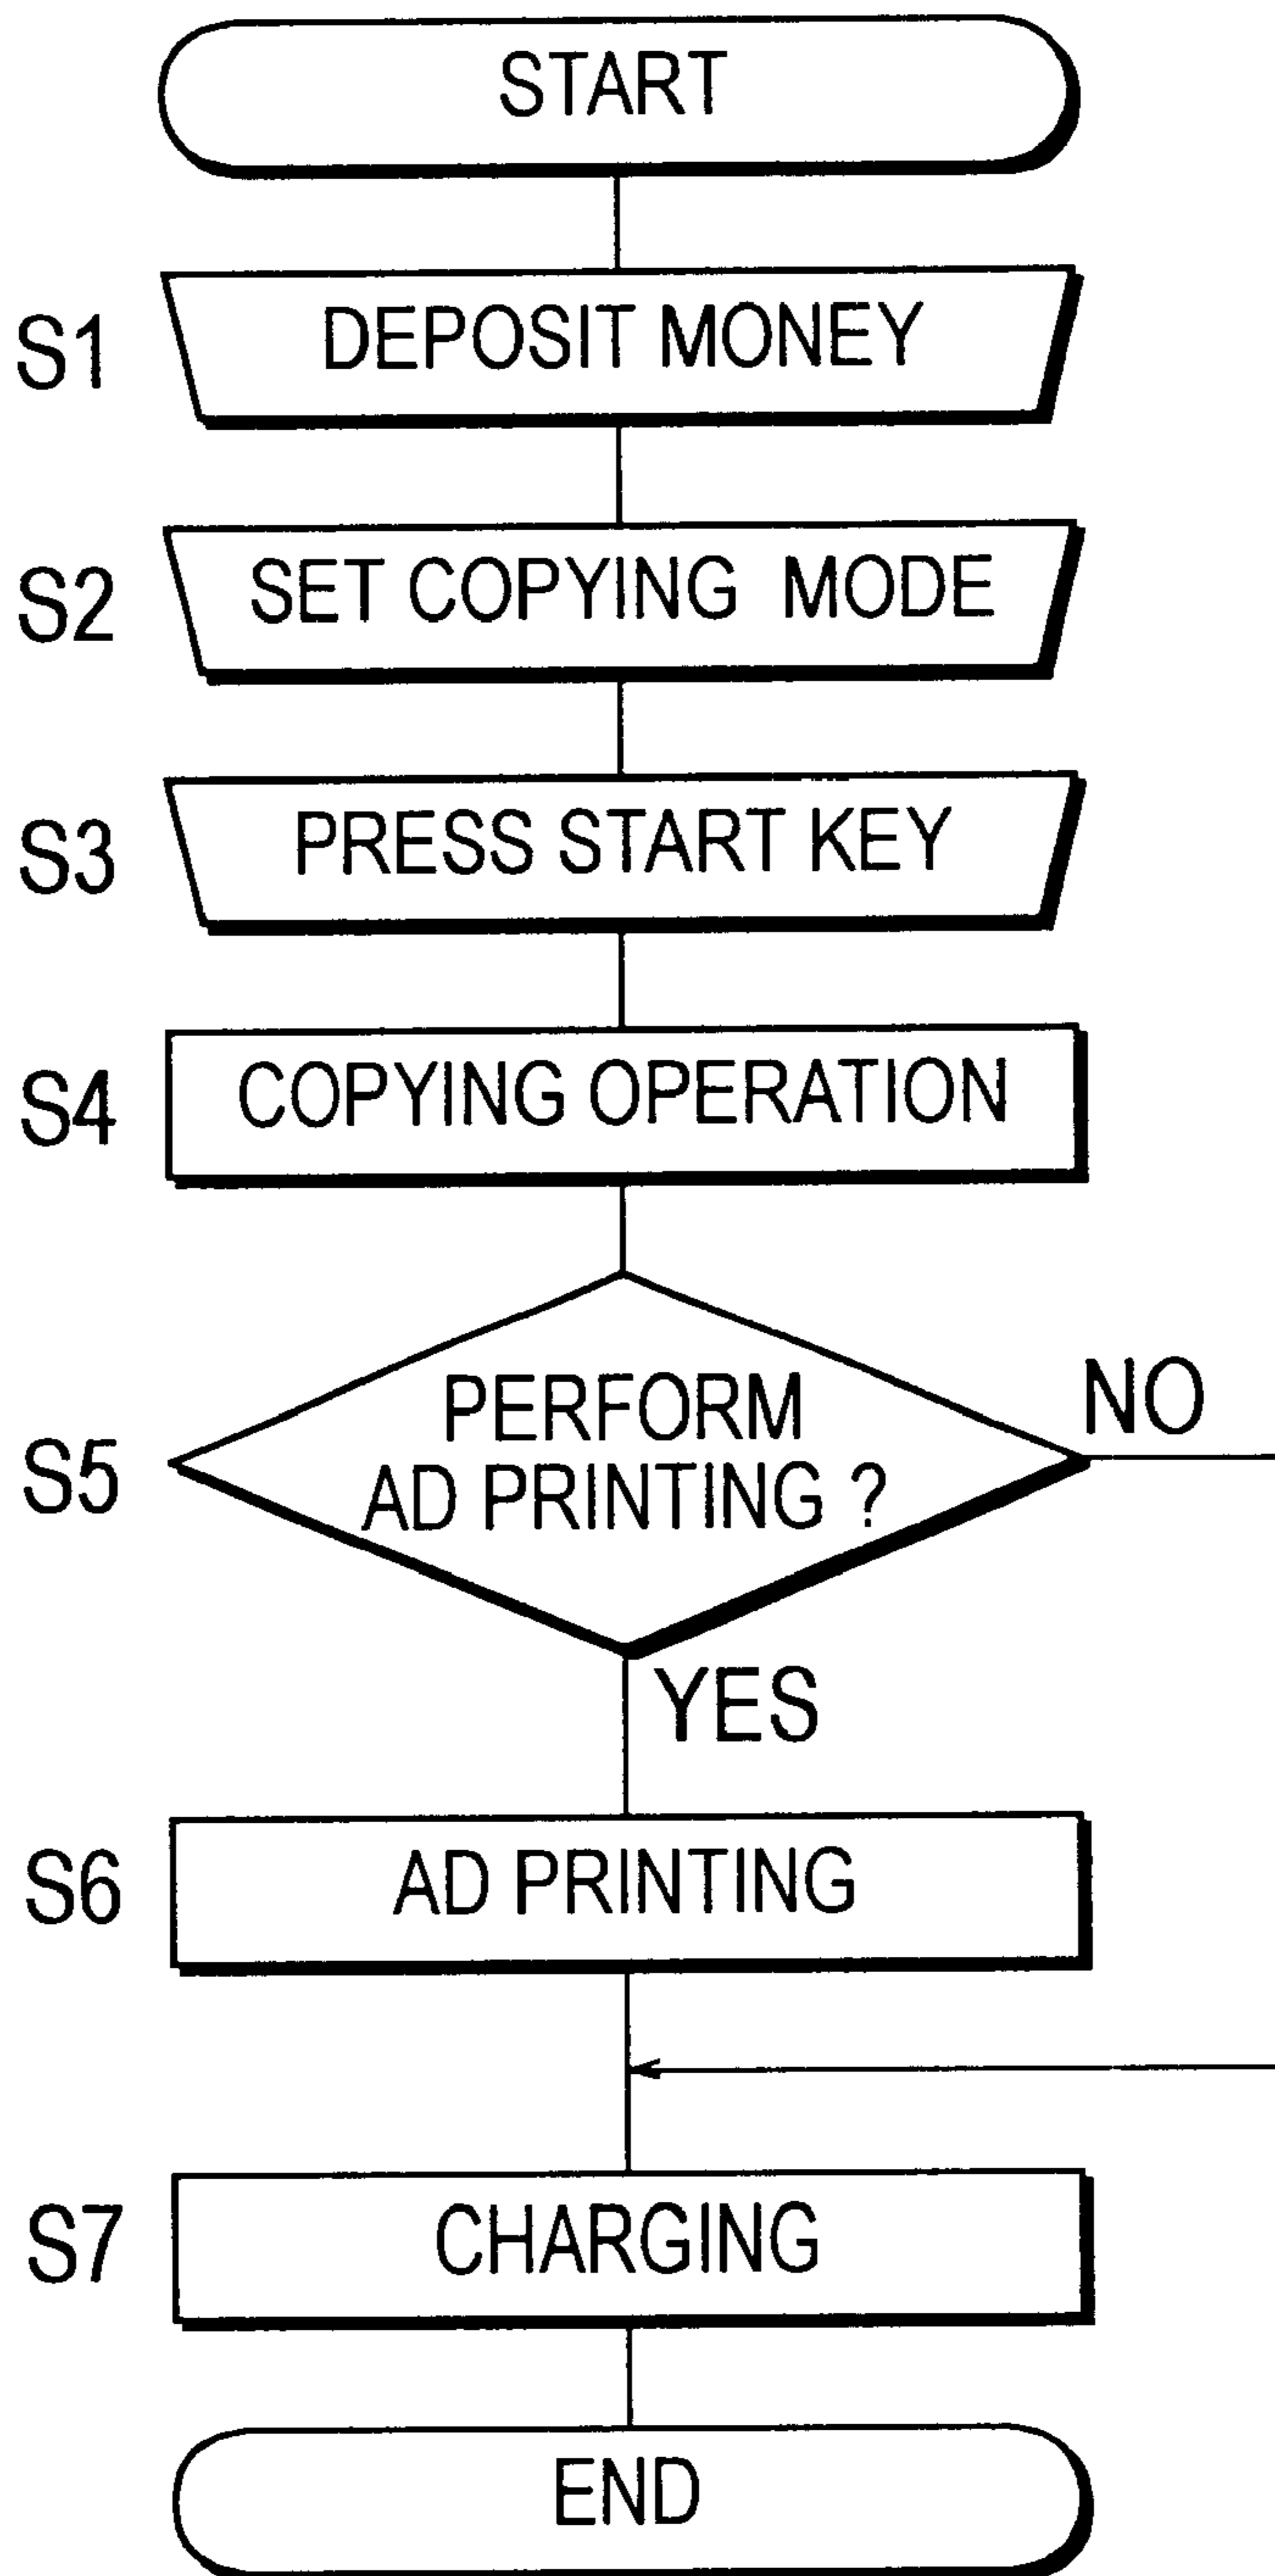 START
S1 DEPOSIT MONEY
S2 SET COPYING MODE
S3 PRESS START KEY
S4 COPYING OPERATION
S5 PERFORM
AD PRINTING ?
NO
YES
S6 AD PRINTING
S7 CHARGING
END